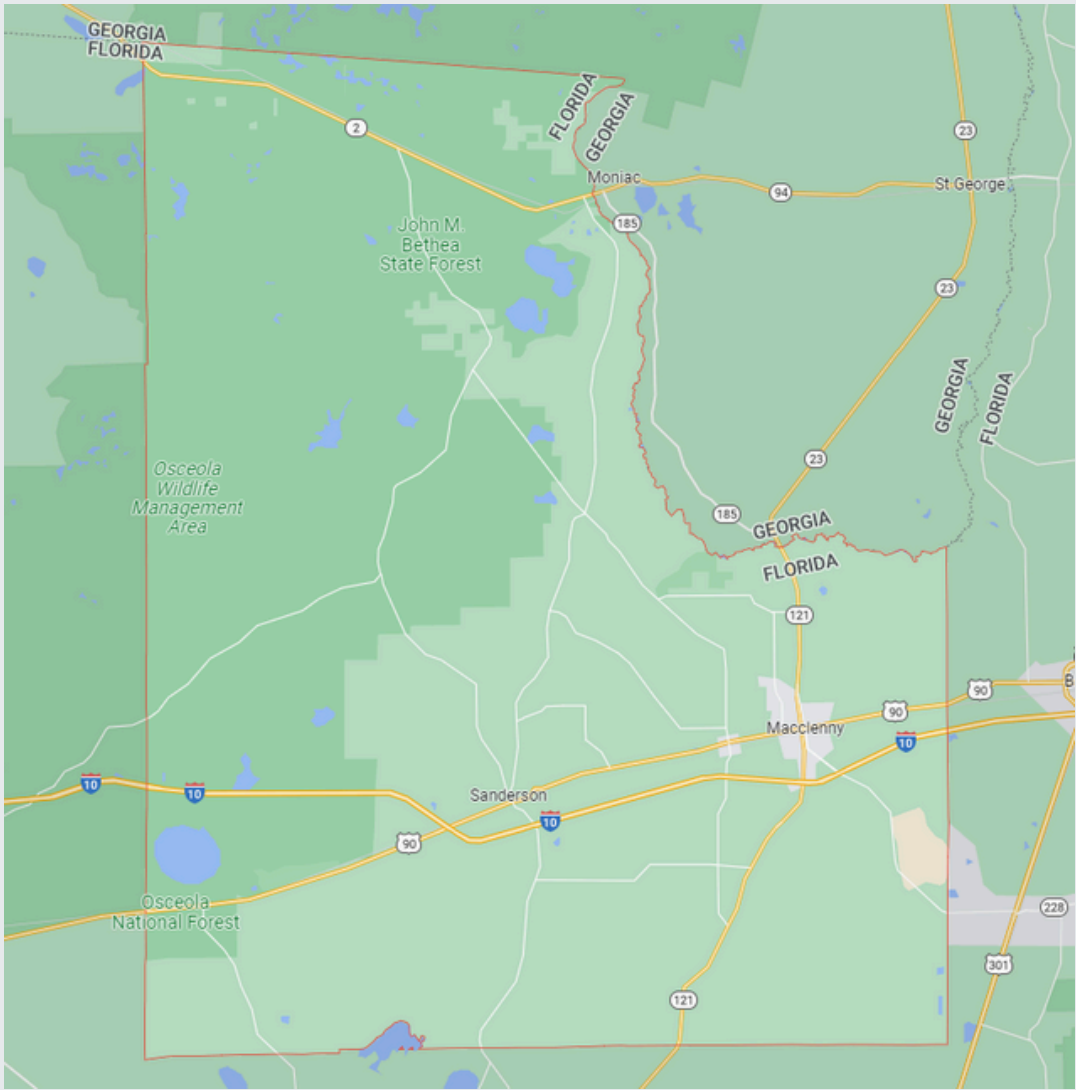 GEORGIA
FLORIDA
FLORIDA
GEORGIA
2
23
Moniac
94
St George
185
John M.
Bethea
State Forest
23
GEORGIA
FLORIDA
23
Osceola
Wildlife
Management
Area
185
GEORGIA
FLORIDA
121
B
90
90
Macclenny
10
10
10
Sanderson
10
90
Osceola
National Forest
228
301
121